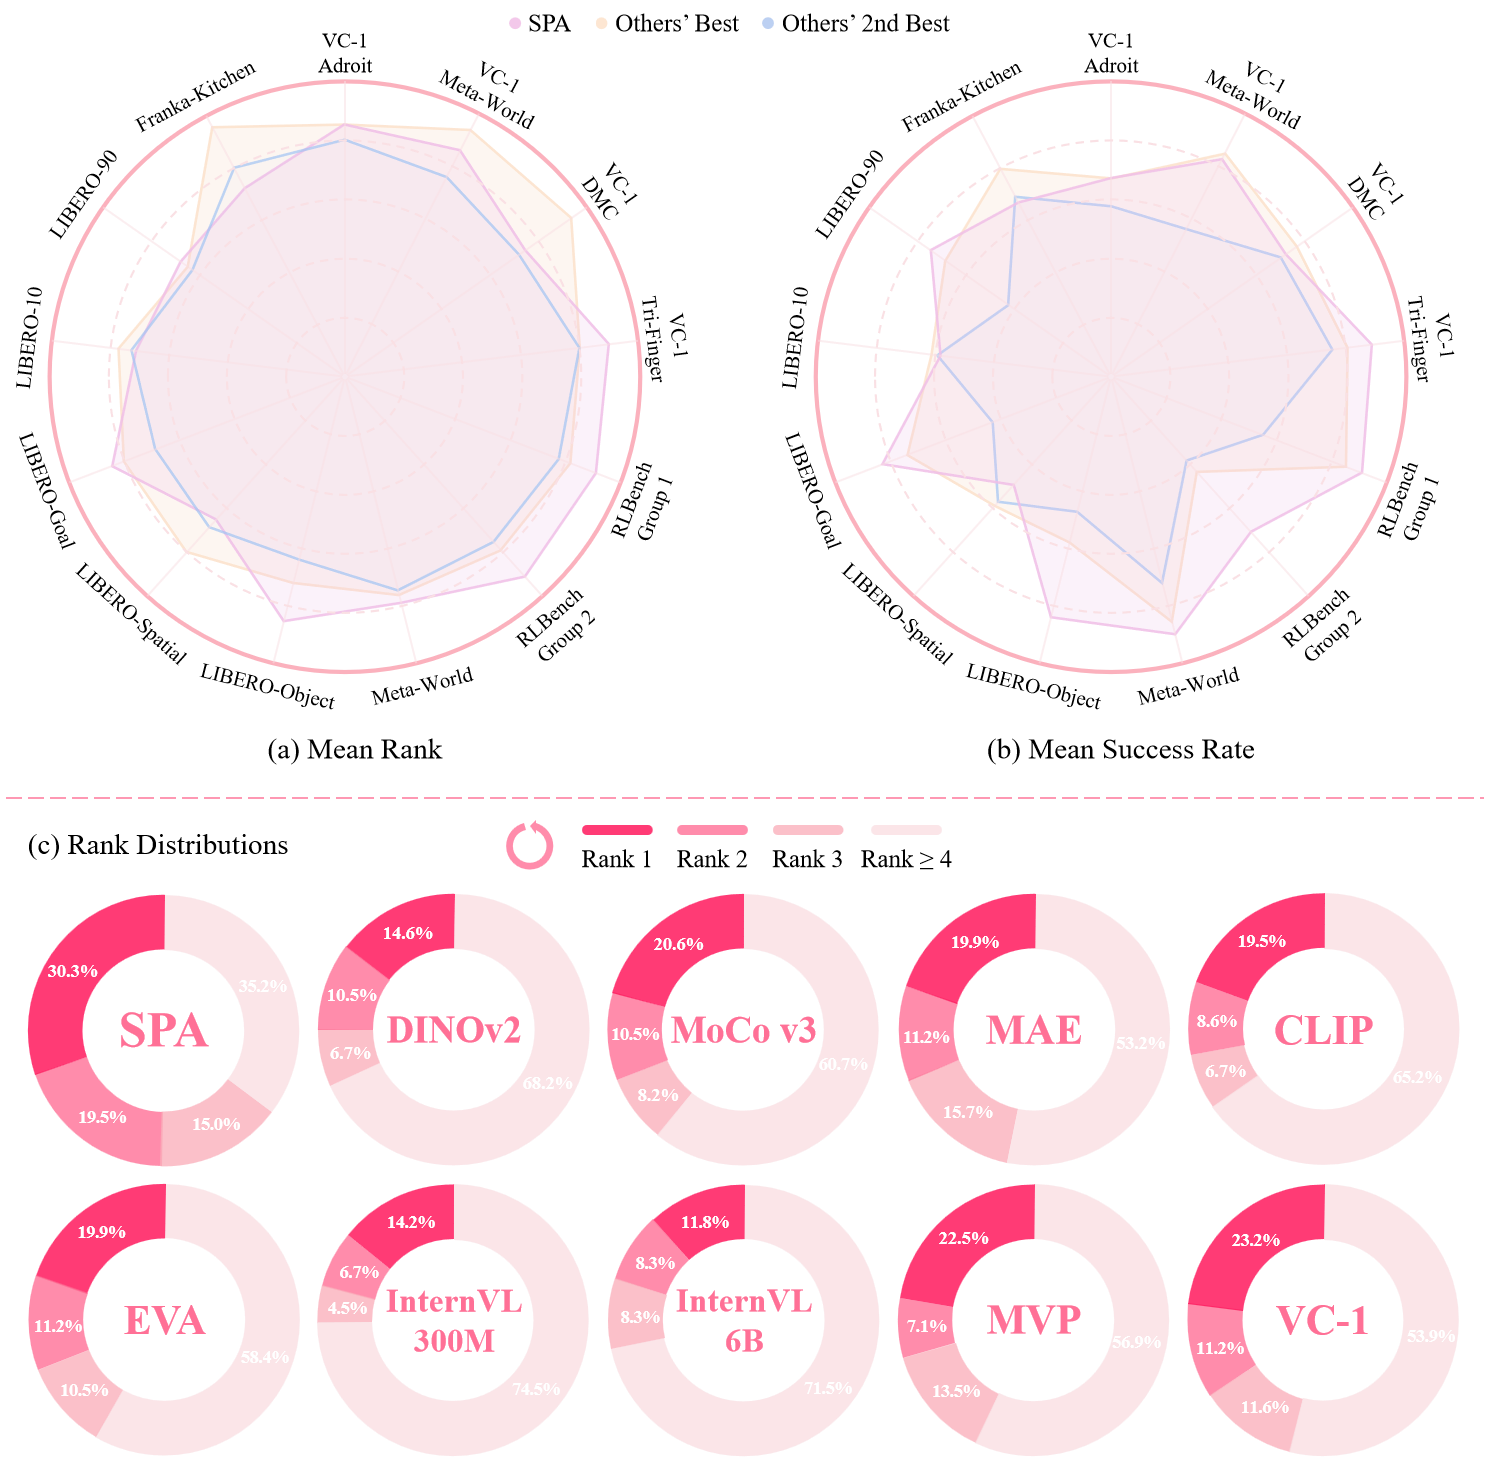 SPA
Others’ Best
Others’ 2nd Best
VC-1
Adroit
VC-1
Meta-World
VC-1
DMC
VC-1
Tri-Finger
RLBench
Group 1
RLBench
Group 2
Meta-World
LIBERO-Object
LIBERO-Spatial
LIBERO-Goal
LIBERO-10
LIBERO-90
Franka-Kitchen
(a) Mean Rank
VC-1
Adroit
VC-1
Meta-World
VC-1
DMC
VC-1
Tri-Finger
RLBench
Group 1
RLBench
Group 2
Meta-World
LIBERO-Object
LIBERO-Spatial
LIBERO-Goal
LIBERO-10
LIBERO-90
Franka-Kitchen
(b) Mean Success Rate
(c) Rank Distributions
Rank 1
Rank 2
Rank 3
Rank ≥ 4
SPA
30.3%
19.5%
15.0%
35.2%
DINOv2
14.6%
10.5%
6.7%
68.2%
MoCo v3
20.6%
10.5%
8.2%
60.7%
MAE
19.9%
11.2%
15.7%
53.2%
CLIP
19.5%
8.6%
6.7%
65.2%
EVA
19.9%
11.2%
10.5%
58.4%
InternVL
300M
14.2%
6.7%
4.5%
74.5%
InternVL
6B
11.8%
8.3%
8.3%
71.5%
MVP
22.5%
7.1%
13.5%
56.9%
VC-1
23.2%
11.2%
11.6%
53.9%